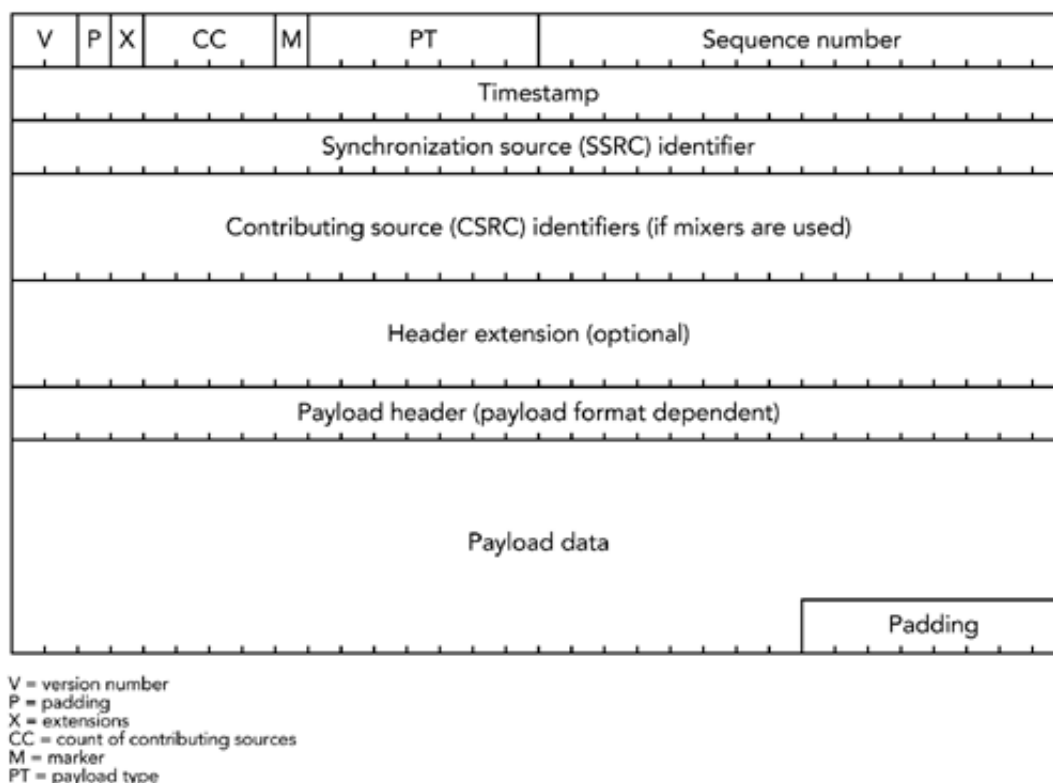 V P X CC M PT Sequence number
Timestamp
Synchronization source (SSRC) identifier
Contributing source (CSRC) identifiers (if mixers are used)
Header extension (optional)
Payload header (payload format dependent)
Payload data
Padding
V = version number
P = padding
X = extensions
CC = count of contributing sources
M = marker
PT = payload type